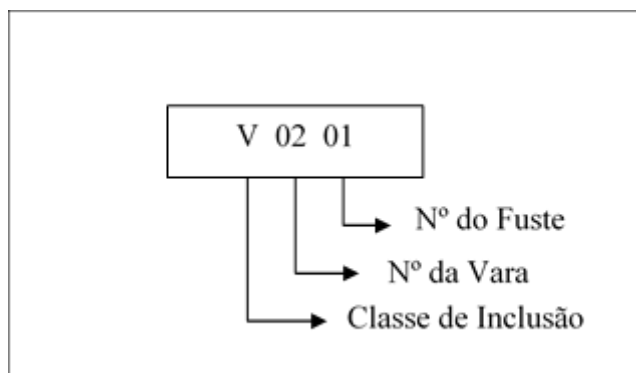 V 02 01
Nº do Fuste
Nº da Vara
Classe de Inclusão